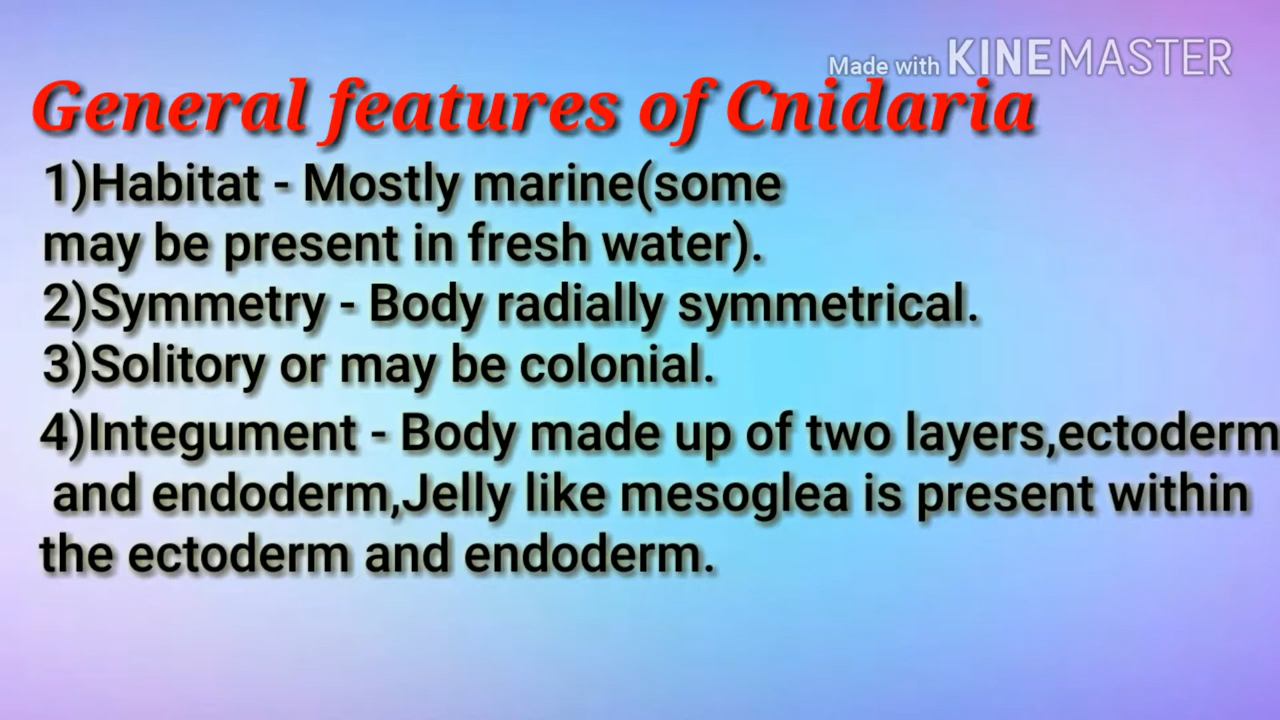 Made with KINEMASTER
General features of Cnidaria
1)Habitat - Mostly marine(some
may be present in fresh water).
2)Symmetry - Body radially symmetrical.
3)Solitory or may be colonial.
4)Integument - Body made up of two layers,ectoderm
and endoderm,Jelly like mesoglea is present within
the ectoderm and endoderm.